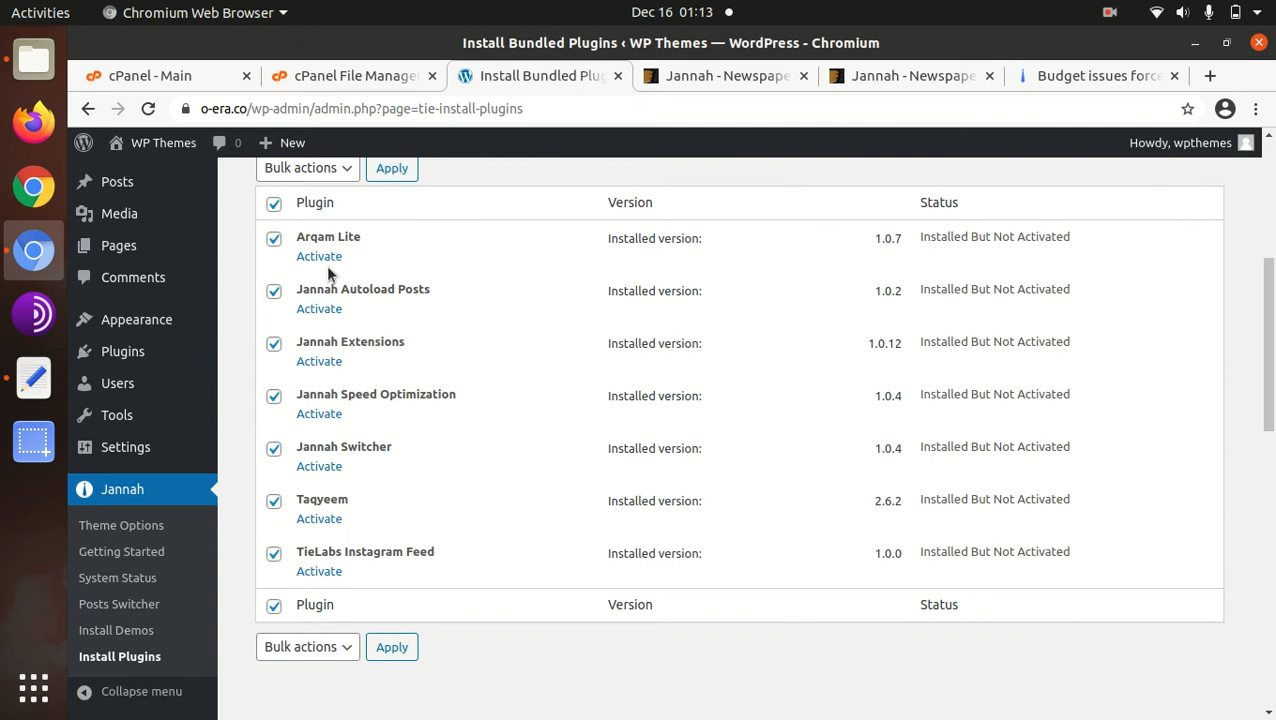 Activities Chromium Web Browser Dec 16 01:13
Install Bundled Plugins ‹ WP Themes — WordPress - Chromium
cPanel - Main cPanel File Manage Install Bundled Plug Jannah - Newspape Jannah - Newspape Budget issues force
o-era.co/wp-admin/admin.php?page=tie-install-plugins
WP Themes 0 New Howdy, wpthemes
Posts
Media
Pages
Comments
Appearance
Plugins
Users
Tools
Settings
Jannah
Theme Options
Getting Started
System Status
Posts Switcher
Install Demos
Install Plugins
Collapse menu
Bulk actions Apply
Plugin Version Status
Arqam Lite Installed version: 1.0.7 Installed But Not Activated
Activate
Jannah Autoload Posts Installed version: 1.0.2 Installed But Not Activated
Activate
Jannah Extensions Installed version: 1.0.12 Installed But Not Activated
Activate
Jannah Speed Optimization Installed version: 1.0.4 Installed But Not Activated
Activate
Jannah Switcher Installed version: 1.0.4 Installed But Not Activated
Activate
Taqyeem Installed version: 2.6.2 Installed But Not Activated
Activate
TieLabs Instagram Feed Installed version: 1.0.0 Installed But Not Activated
Activate
Plugin Version Status
Bulk actions Apply